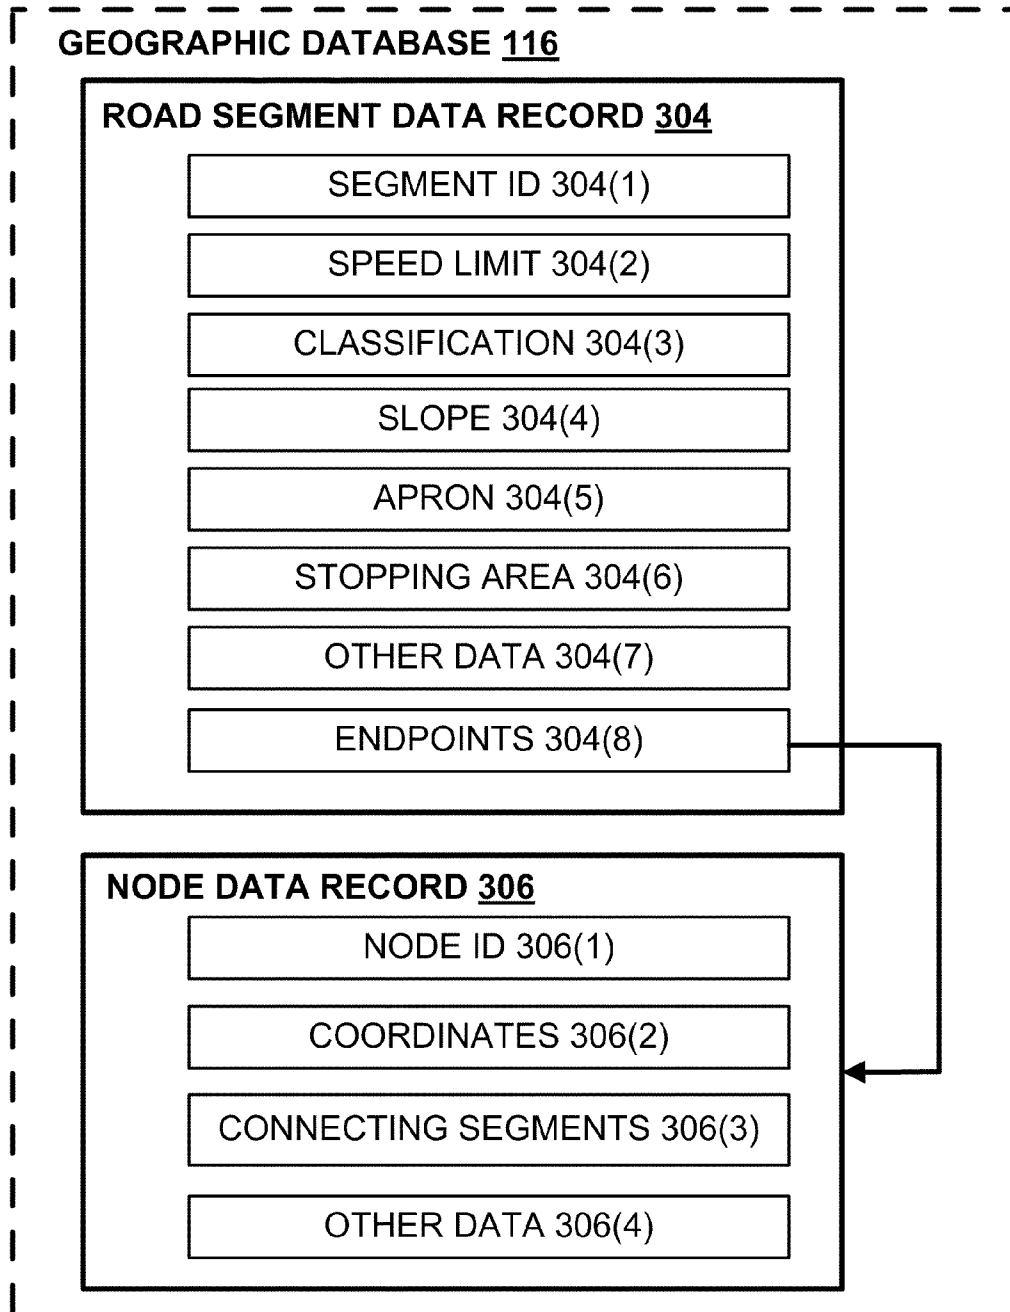 GEOGRAPHIC DATABASE 116
ROAD SEGMENT DATA RECORD 304
SEGMENT ID 304(1)
SPEED LIMIT 304(2)
CLASSIFICATION 304(3)
SLOPE 304(4)
APRON 304(5)
STOPPING AREA 304(6)
OTHER DATA 304(7)
ENDPOINTS 304(8)
NODE DATA RECORD 306
NODE ID 306(1)
COORDINATES 306(2)
CONNECTING SEGMENTS 306(3)
OTHER DATA 306(4)